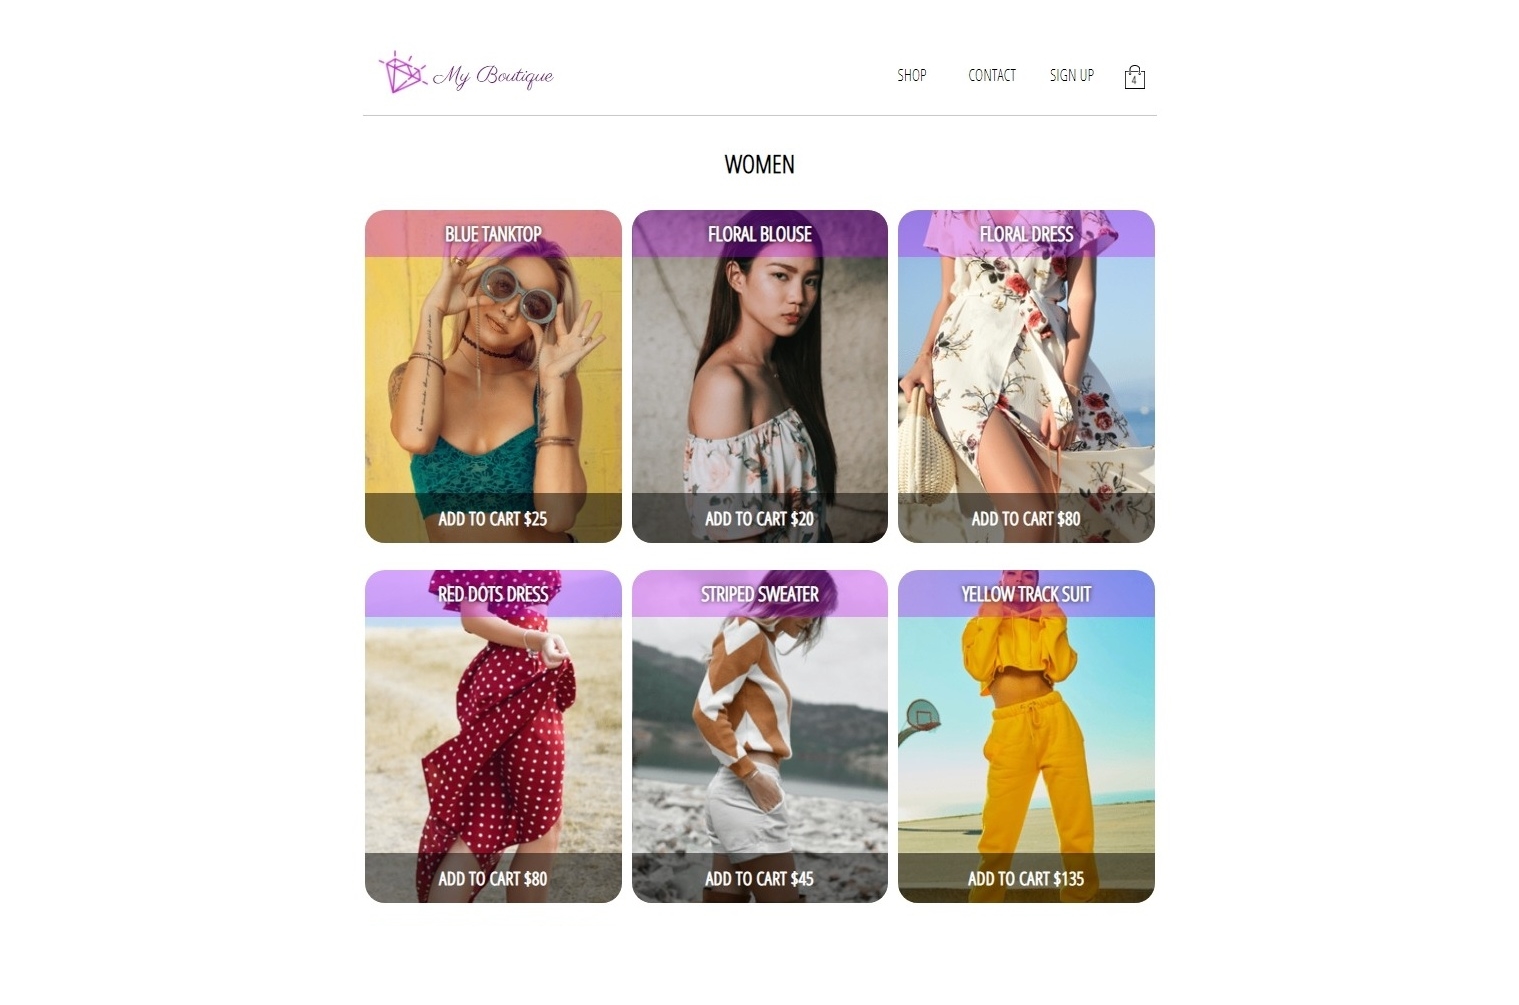 My Boutique
SHOP CONTACT SIGN UP 4
WOMEN
BLUE TANKTOP FLORAL BLOUSE FLORAL DRESS
ADD TO CART $25 ADD TO CART $20 ADD TO CART $80
RED DOTS DRESS STRIPED SWEATER YELLOW TRACK SUIT
ADD TO CART $80 ADD TO CART $45 ADD TO CART $135